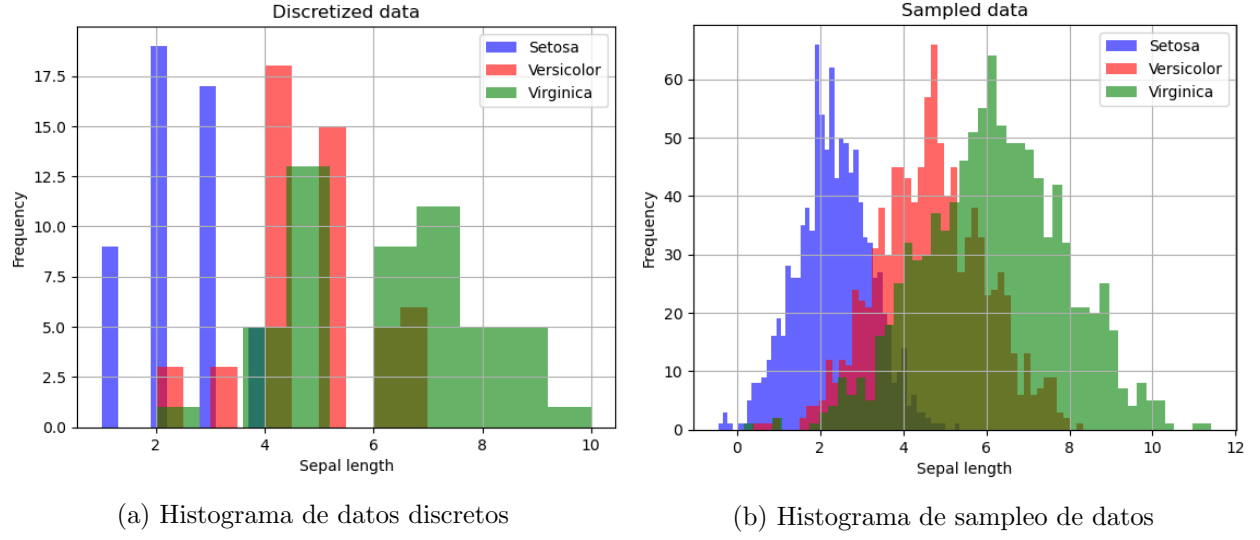 Discretized data
Setosa
Versicolor
Virginica
17.5
15.0
12.5
10.0
7.5
5.0
2.5
0.0
Frequency
2
4
6
8
10
Sepal length
(a) Histograma de datos discretos
Sampled data
Setosa
Versicolor
Virginica
60
50
40
30
20
10
0
Frequency
0
2
4
6
8
10
12
Sepal length
(b) Histograma de sampleo de datos